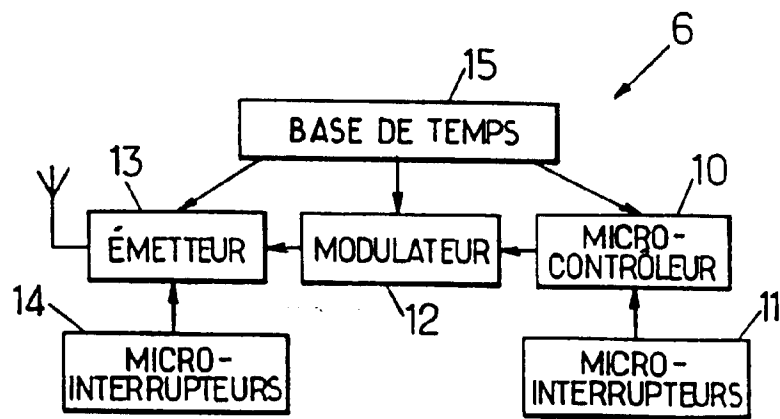 6
15
BASE DE TEMPS
13
10
ÉMETTEUR
MODULATEUR
MICRO-
CONTRÔLEUR
14
12
11
MICRO-
INTERRUPTEURS
MICRO-
INTERRUPTEURS